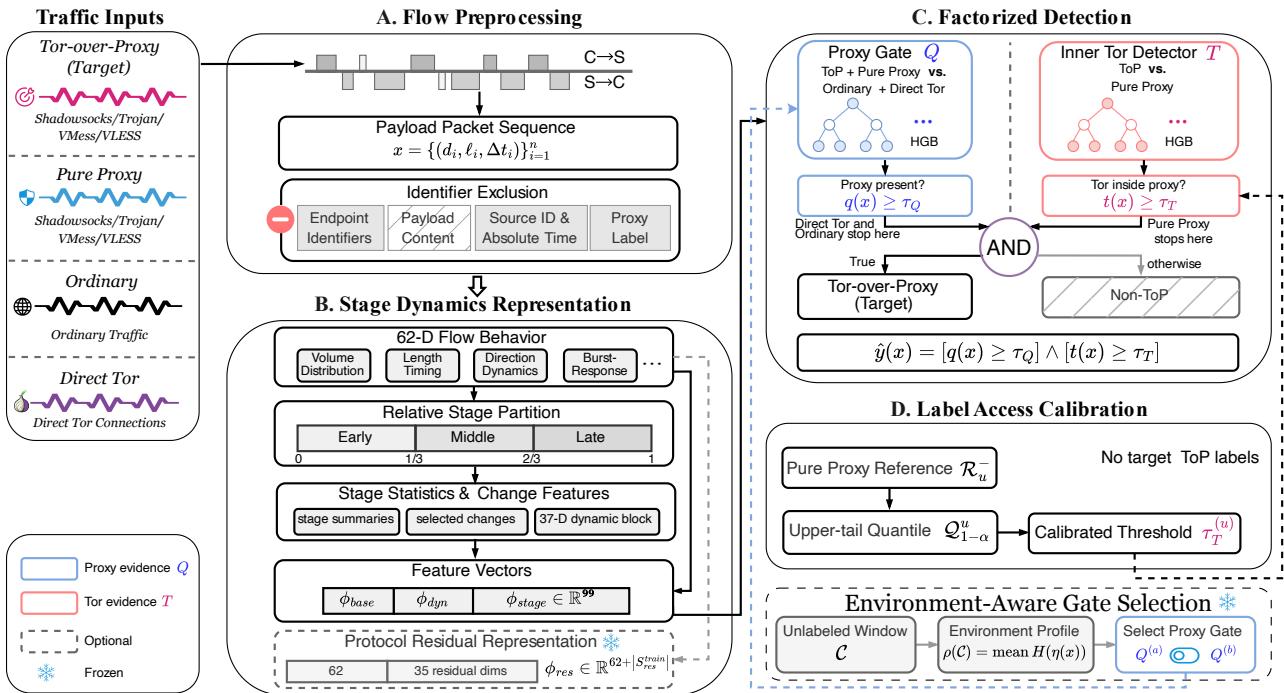 Traffic Inputs
Tor-over-Proxy
(Target)
Shadowsocks/Trojan/
VMess/VLESS
Pure Proxy
Shadowsocks/Trojan/
VMess/VLESS
Ordinary
Ordinary Traffic
Direct Tor
Direct Tor Connections
Proxy evidence Q
Tor evidence T
Optional
Frozen
A. Flow Preprocessing
C→S
S→C
Payload Packet Sequence
x = {(d_i, ℓ_i, Δt_i)}_{i=1}^n
Identifier Exclusion
Endpoint
Identifiers
Payload
Content
Source ID &
Absolute Time
Proxy
Label
B. Stage Dynamics Representation
62-D Flow Behavior
Volume
Distribution
Length
Timing
Direction
Dynamics
Burst-
Response
...
Relative Stage Partition
Early Middle Late
0 1/3 2/3 1
Stage Statistics & Change Features
stage summaries selected changes 37-D dynamic block
Feature Vectors
ϕ_base ϕ_dyn ϕ_stage ∈ ℝ^99
Protocol Residual Representation
62 35 residual dims ϕ_res ∈ ℝ^{62+|S_res^train|}
C. Factorized Detection
Proxy Gate Q
ToP + Pure Proxy vs.
Ordinary + Direct Tor
...
HGB
Proxy present?
q(x) ≥ τ_Q
Direct Tor and
Ordinary stop here
Inner Tor Detector T
ToP vs.
Pure Proxy
...
HGB
Tor inside proxy?
t(x) ≥ τ_T
Pure Proxy
stops here
AND
True
otherwise
Tor-over-Proxy
(Target)
Non-ToP
ŷ(x) = [q(x) ≥ τ_Q] ∧ [t(x) ≥ τ_T]
D. Label Access Calibration
Pure Proxy Reference ℛ_u^−
No target ToP labels
Upper-tail Quantile 𝒬_{1−α}^u
Calibrated Threshold τ_T^{(u)}
Environment-Aware Gate Selection
Unlabeled Window
𝒞
Environment Profile
ρ(𝒞) = mean H(η(x))
Select Proxy Gate
Q^{(a)} Q^{(b)}